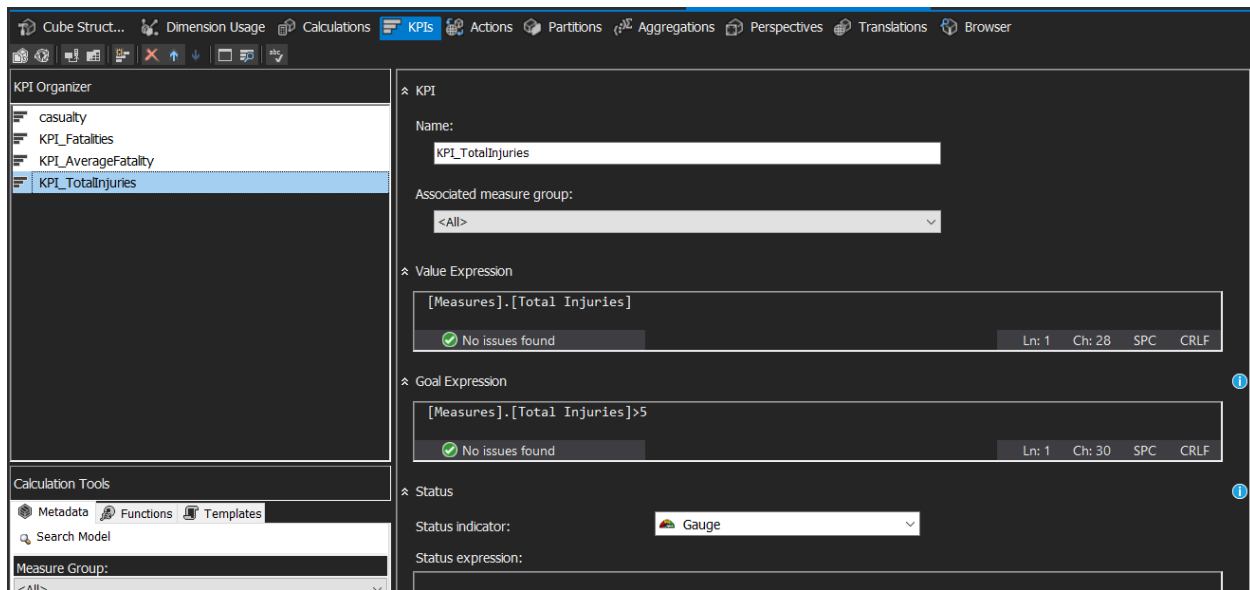 Cube Struct... Dimension Usage Calculations KPIs Actions Partitions Aggregations Perspectives Translations Browser
KPI Organizer
casualty
KPI_Fatalities
KPI_AverageFatality
KPI_TotalInjuries
Calculation Tools
Metadata Functions Templates
Search Model
Measure Group:
<All>
KPI
Name:
KPI_TotalInjuries
Associated measure group:
<All>
Value Expression
[Measures].[Total Injuries]
No issues found Ln: 1 Ch: 28 SPC CRLF
Goal Expression
[Measures].[Total Injuries]>5
No issues found Ln: 1 Ch: 30 SPC CRLF
Status
Status indicator: Gauge
Status expression: